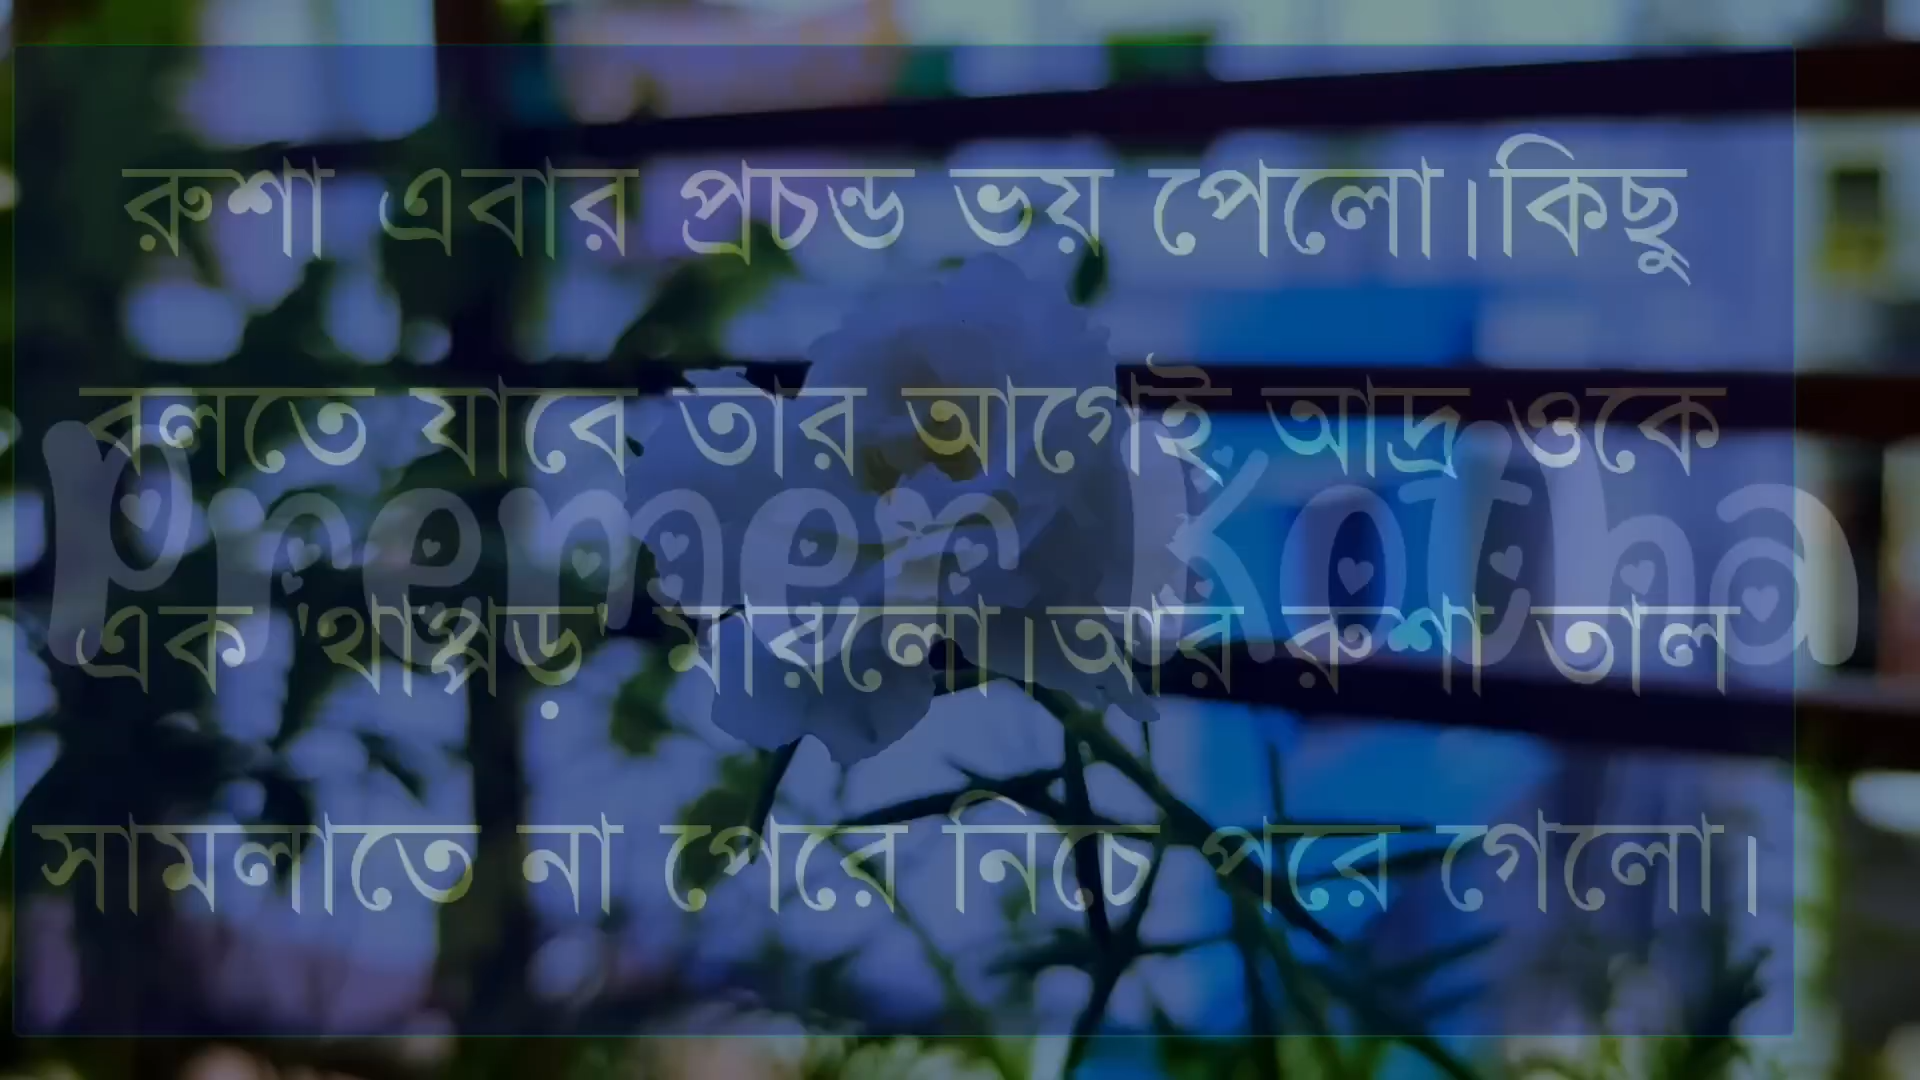 রুশা এবার প্রচন্ড ভয় পেলো।কিছু
বলতে যাবে তার আগেই আদ্র ওকে
Premer Kotha
এক 'থাপ্পড়' মারলো।আর রুশা তাল
সামলাতে না পেরে নিচে পরে গেলো।